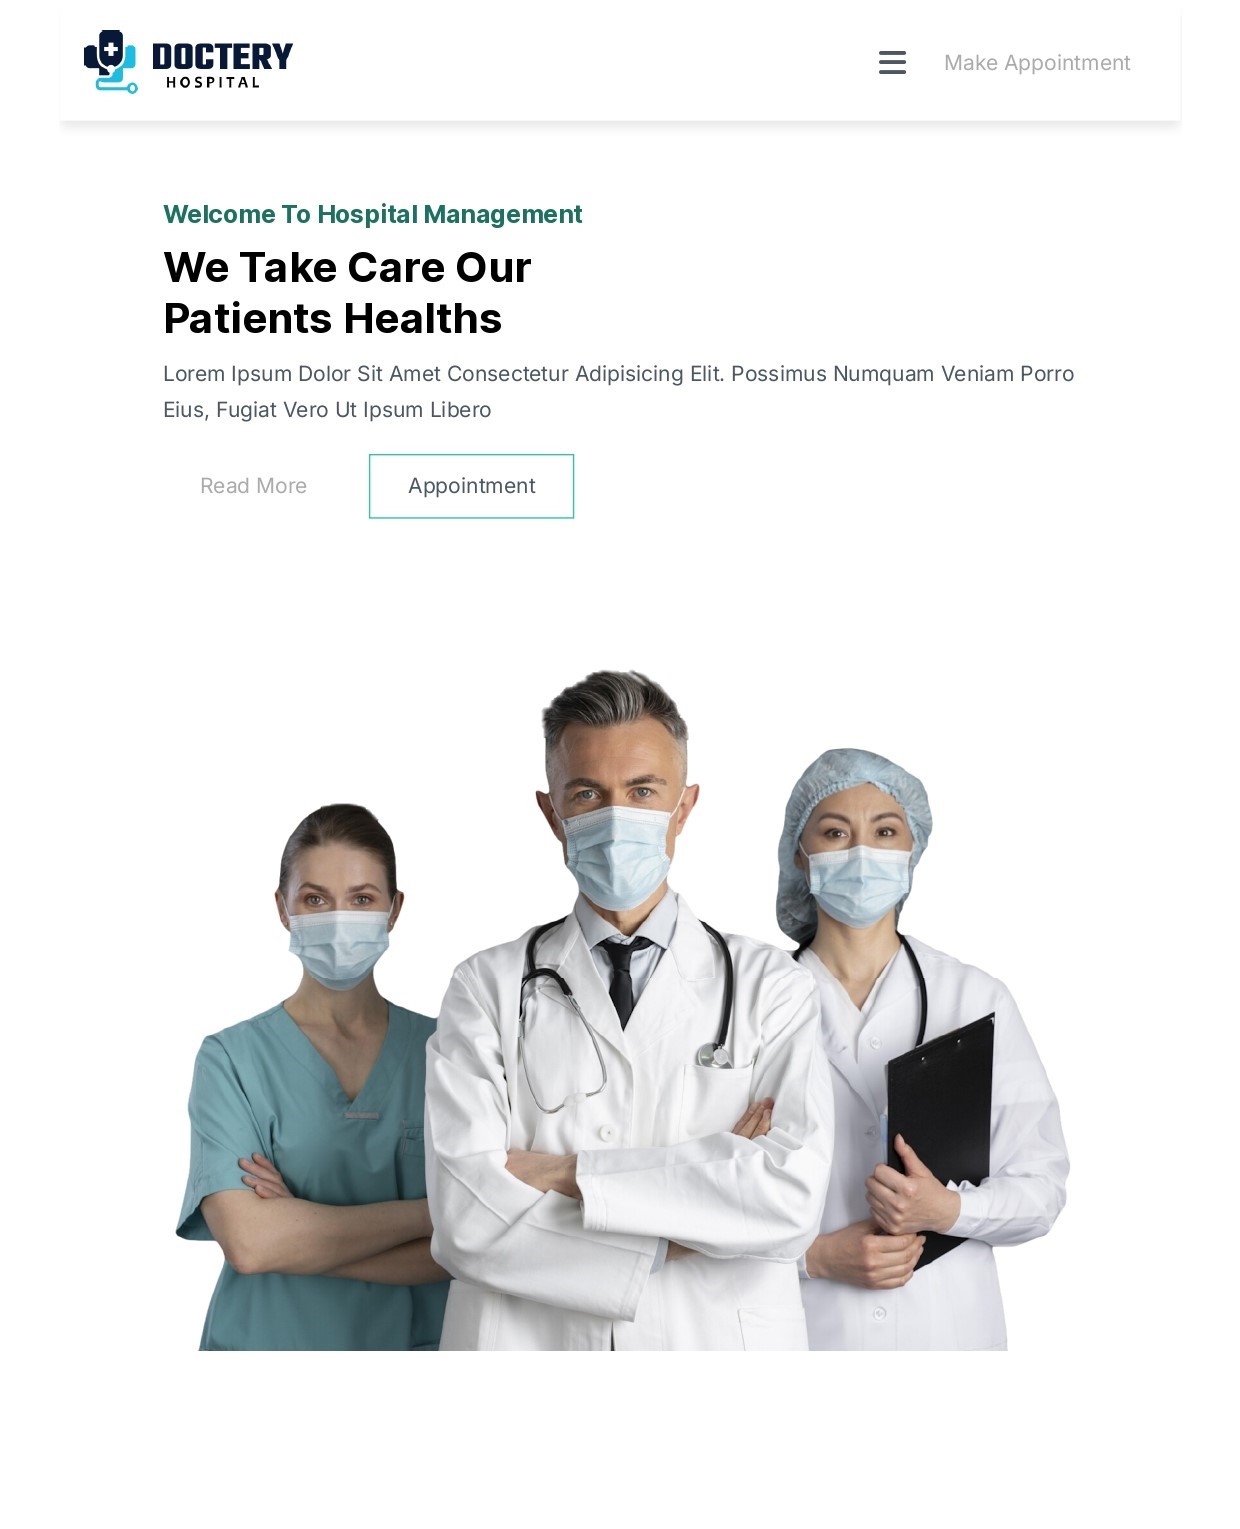 DOCTERY
HOSPITAL
Make Appointment
Welcome To Hospital Management
We Take Care Our
Patients Healths
Lorem Ipsum Dolor Sit Amet Consectetur Adipisicing Elit. Possimus Numquam Veniam Porro
Eius, Fugiat Vero Ut Ipsum Libero
Read More
Appointment